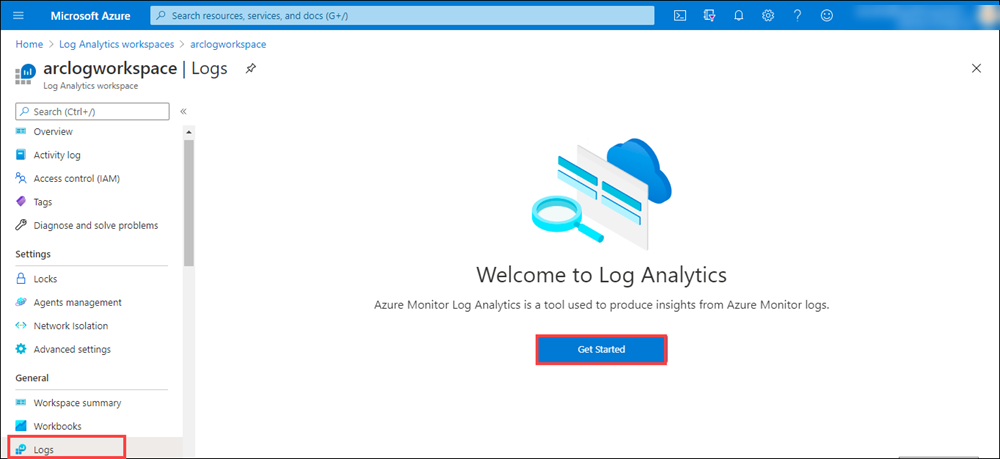 Microsoft Azure
Search resources, services, and docs (G+/)
Home > Log Analytics workspaces > arclogworkspace
arclogworkspace | Logs
Log Analytics workspace
Search (Ctrl+/)
Overview
Activity log
Access control (IAM)
Tags
Diagnose and solve problems
Settings
Locks
Agents management
Network Isolation
Advanced settings
General
Workspace summary
Workbooks
Logs
Welcome to Log Analytics
Azure Monitor Log Analytics is a tool used to produce insights from Azure Monitor logs.
Get Started